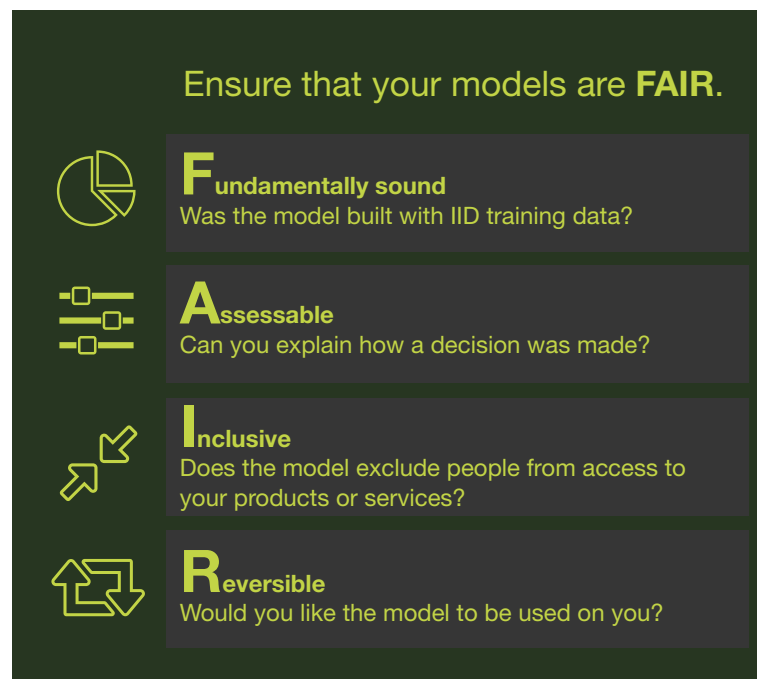 Ensure that your models are FAIR.
Fundamentally sound
Was the model built with IID training data?
Assessable
Can you explain how a decision was made?
Inclusive
Does the model exclude people from access to
your products or services?
Reversible
Would you like the model to be used on you?